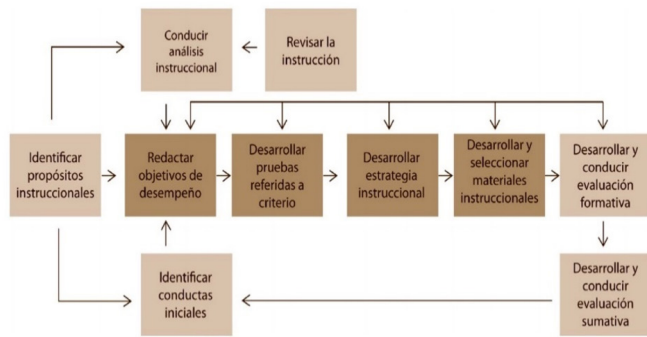 Conducir
análisis
instruccional
Revisar la
instrucción
Identificar
propósitos
instruccionales
Redactar
objetivos de
desempeño
Desarrollar
pruebas
referidas a
criterio
Desarrollar
estrategia
instruccional
Desarrollar y
seleccionar
materiales
instruccionales
Desarrollar y
conducir
evaluación
formativa
Identificar
conductas
iniciales
Desarrollar y
conducir
evaluación
sumativa